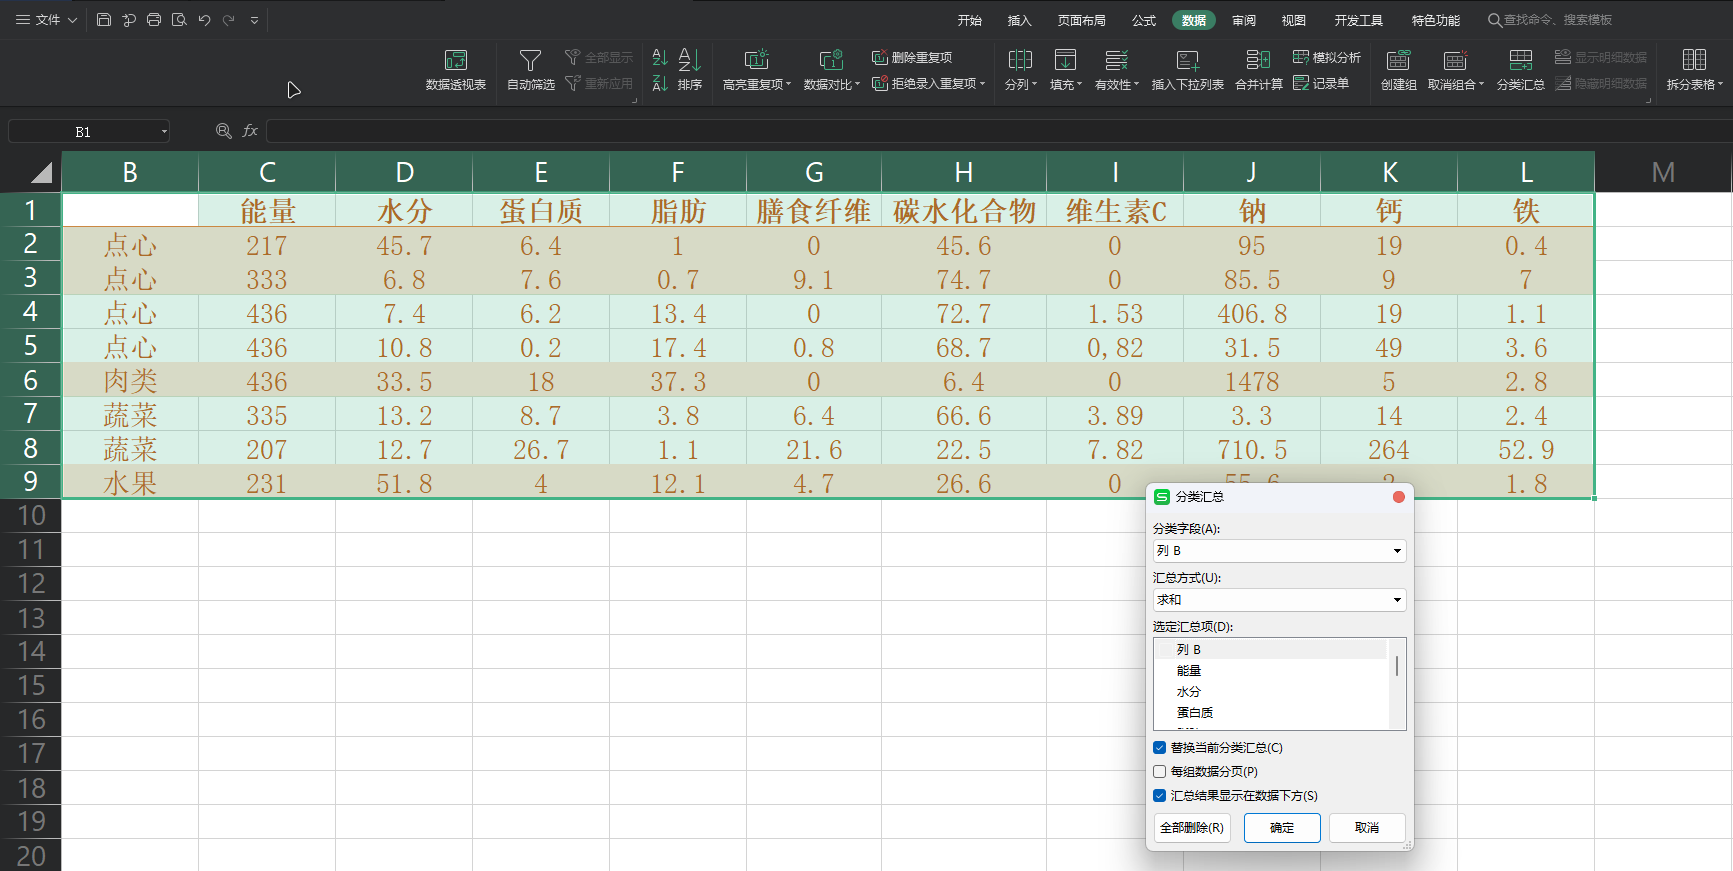 文件 开始 插入 页面布局 公式 数据 审阅 视图 开发工具 特色功能 查找命令、搜索模板
数据透视表 自动筛选 全部显示 重新应用 排序 高亮重复项 数据对比 删除重复项 拒绝录入重复项 分列 填充 有效性 插入下拉列表 合并计算 模拟分析 记录单 创建组 取消组合 分类汇总 显示明细数据 隐藏明细数据 拆分表格
B1 fx
B C D E F G H I J K L M
1 能量 水分 蛋白质 脂肪 膳食纤维 碳水化合物 维生素C 钠 钙 铁
2 点心 217 45.7 6.4 1 0 45.6 0 95 19 0.4
3 点心 333 6.8 7.6 0.7 9.1 74.7 0 85.5 9 7
4 点心 436 7.4 6.2 13.4 0 72.7 1.53 406.8 19 1.1
5 点心 436 10.8 0.2 17.4 0.8 68.7 0,82 31.5 49 3.6
6 肉类 436 33.5 18 37.3 0 6.4 0 1478 5 2.8
7 蔬菜 335 13.2 8.7 3.8 6.4 66.6 3.89 3.3 14 2.4
8 蔬菜 207 12.7 26.7 1.1 21.6 22.5 7.82 710.5 264 52.9
9 水果 231 51.8 4 12.1 4.7 26.6 0 1.8
10
11
12
13
14
15
16
17
18
19
20
分类汇总
分类字段(A):
列 B
汇总方式(U):
求和
选定汇总项(D):
列 B
能量
水分
蛋白质
替换当前分类汇总(C)
每组数据分页(P)
汇总结果显示在数据下方(S)
全部删除(R) 确定 取消